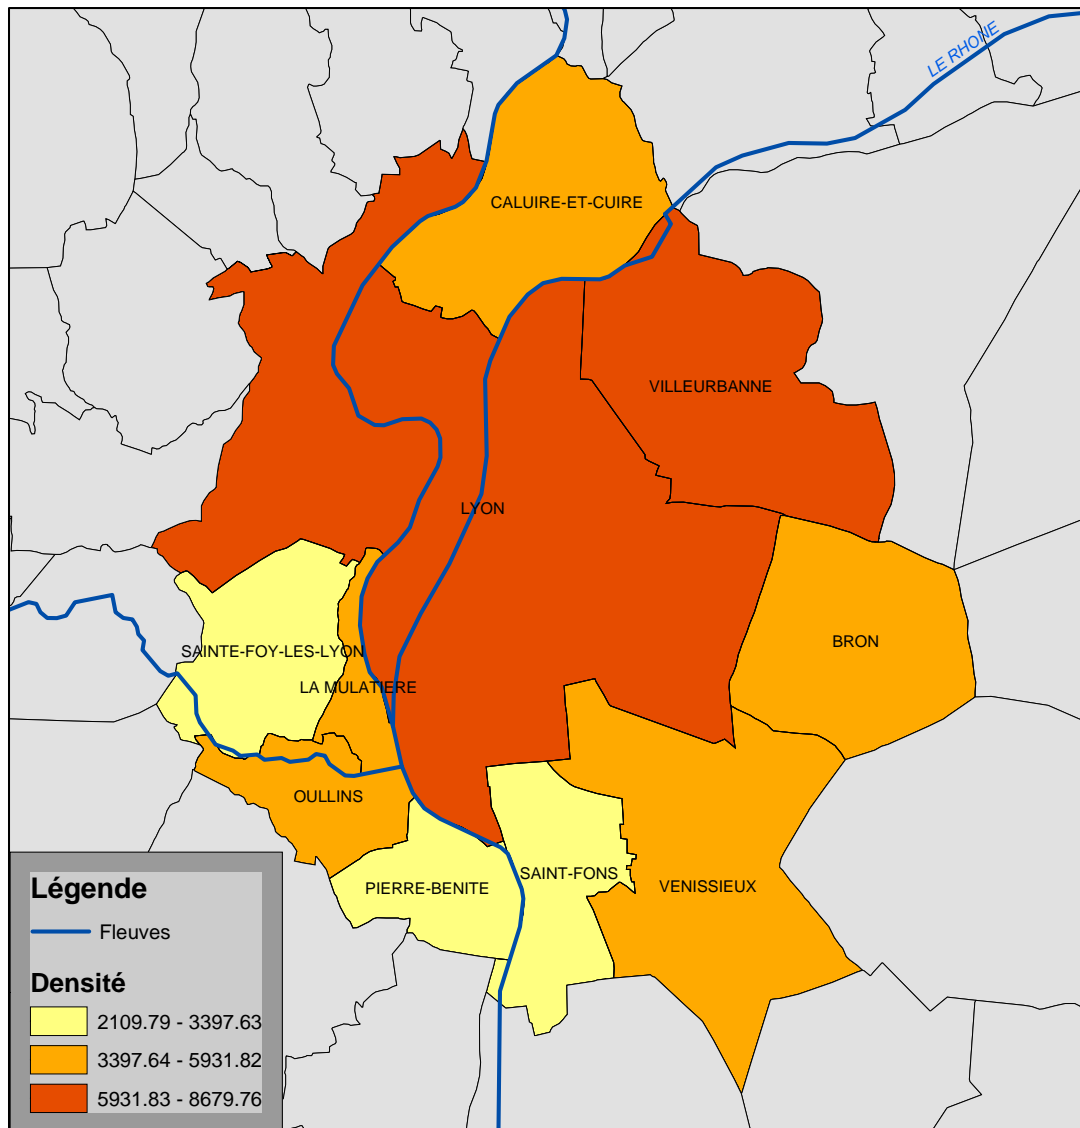 LE RHONE
CALUIRE-ET-CUIRE
VILLEURBANNE
LYON
BRON
SAINTE-FOY-LES-LYON
LA MULATIERE
OULLINS
SAINT-FONS
PIERRE-BENITE
VENISSIEUX
Légende
Fleuves
Densité
2109.79 - 3397.63
3397.64 - 5931.82
5931.83 - 8679.76